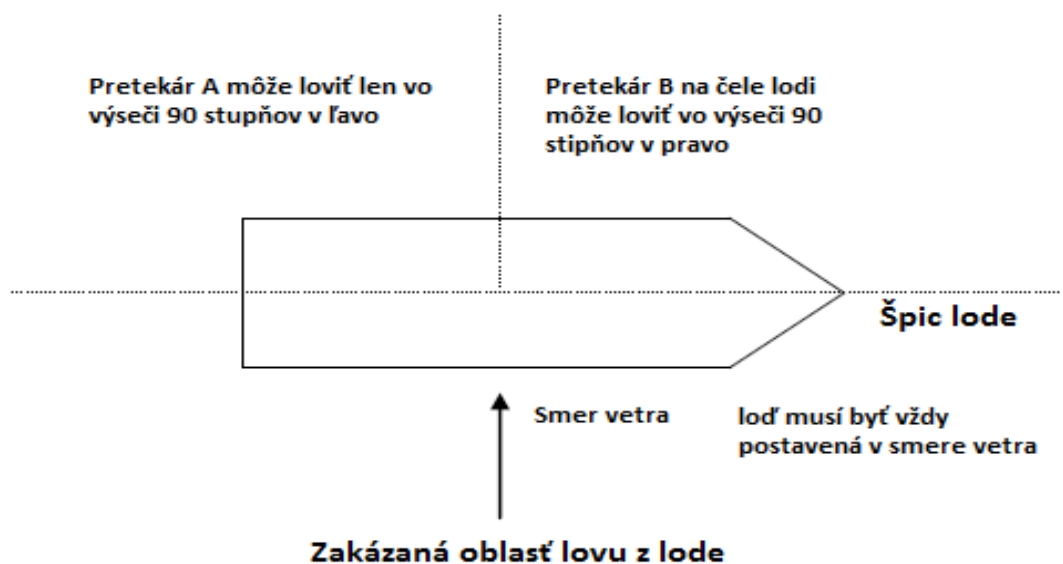 Pretekár A môže loviť len vo
výseči 90 stupňov v ľavo
Pretekár B na čele lodi
môže loviť vo výseči 90
stipňov v pravo
Špic lode
Smer vetra
loď musí byť vždy
postavená v smere vetra
Zakázaná oblasť lovu z lode